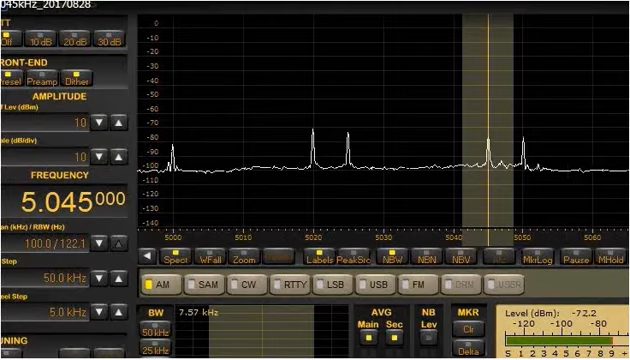 045kHz_20170828
TT
Off 10 dB 20 dB 30 dB
RONT-END
resel Preamp Dither
AMPLITUDE
f Lev (dBm)
10
ale (dB/div)
10
FREQUENCY
5.045000
an (kHz) / RBW (Hz)
100.0 / 122.1
Step
50.0 kHz
eel Step
5.0 kHz
UNING
0
-10
-20
-30
-40
-50
-60
-70
-80
-90
-100
-110
-120
-130
-140
5000 5010 5020 5030 5040 5050 5060
Spect WFall Zoom Labels PeakSrc NBW NBN NBV MkrLog Pause MHold
AM SAM CW RTTY LSB USB FM DRM USER
BW
50 kHz
25 kHz
7.57 kHz
AVG
Main Sec
NB
Lev
MKR
Clr
Delta
Level (dBm): -72.2
-120 -100 -80
S 1 2 3 4 5 6 7 8 9 +